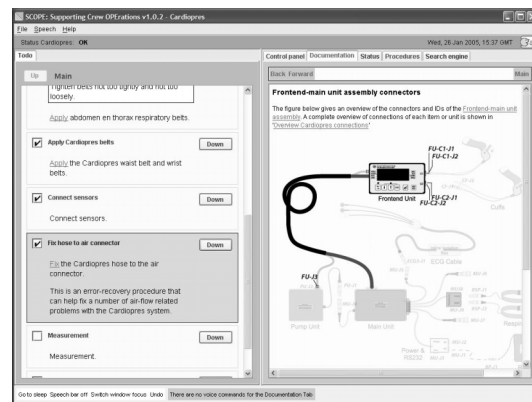 SCOPE: Supporting Crew OPErations v1.0.2 - Cardiopres
File Speech Help
Status Cardiopres: OK
Wed, 26 Jan 2005, 15:37 GMT
Todo
Control panel Documentation Status Procedures Search engine
Up Main
Back Forward Main
Tighten belts not too tightly and not too
loosely.
Apply abdomen en thorax respiratory belts.
Apply Cardiopres belts
Down
Apply the Cardiopres waist belt and wrist
belts.
Connect sensors
Down
Connect sensors.
Fix hose to air connector
Down
Fix the Cardiopres hose to the air
connector.
This is an error-recovery procedure that
can help fix a number of air-flow related
problems with the Cardiopres system.
Measurement
Down
Measurement.
Frontend-main unit assembly connectors
The figure below gives an overview of the connectors and IDs of the Frontend-main unit
assembly. A complete overview of connections of each item or unit is shown in
'Overview Cardiopres connections'
FU-C1-J1
FU-C1-J2
FU-C2-J1
FU-C2-J2
Frontend Unit
Cuffs
ECG Cable
FU-J3
Pump Unit
Main Unit
Respir
Power &
RS232
Go to sleep Speech bar off Switch window focus Undo
There are no voice commands for the Documentation Tab